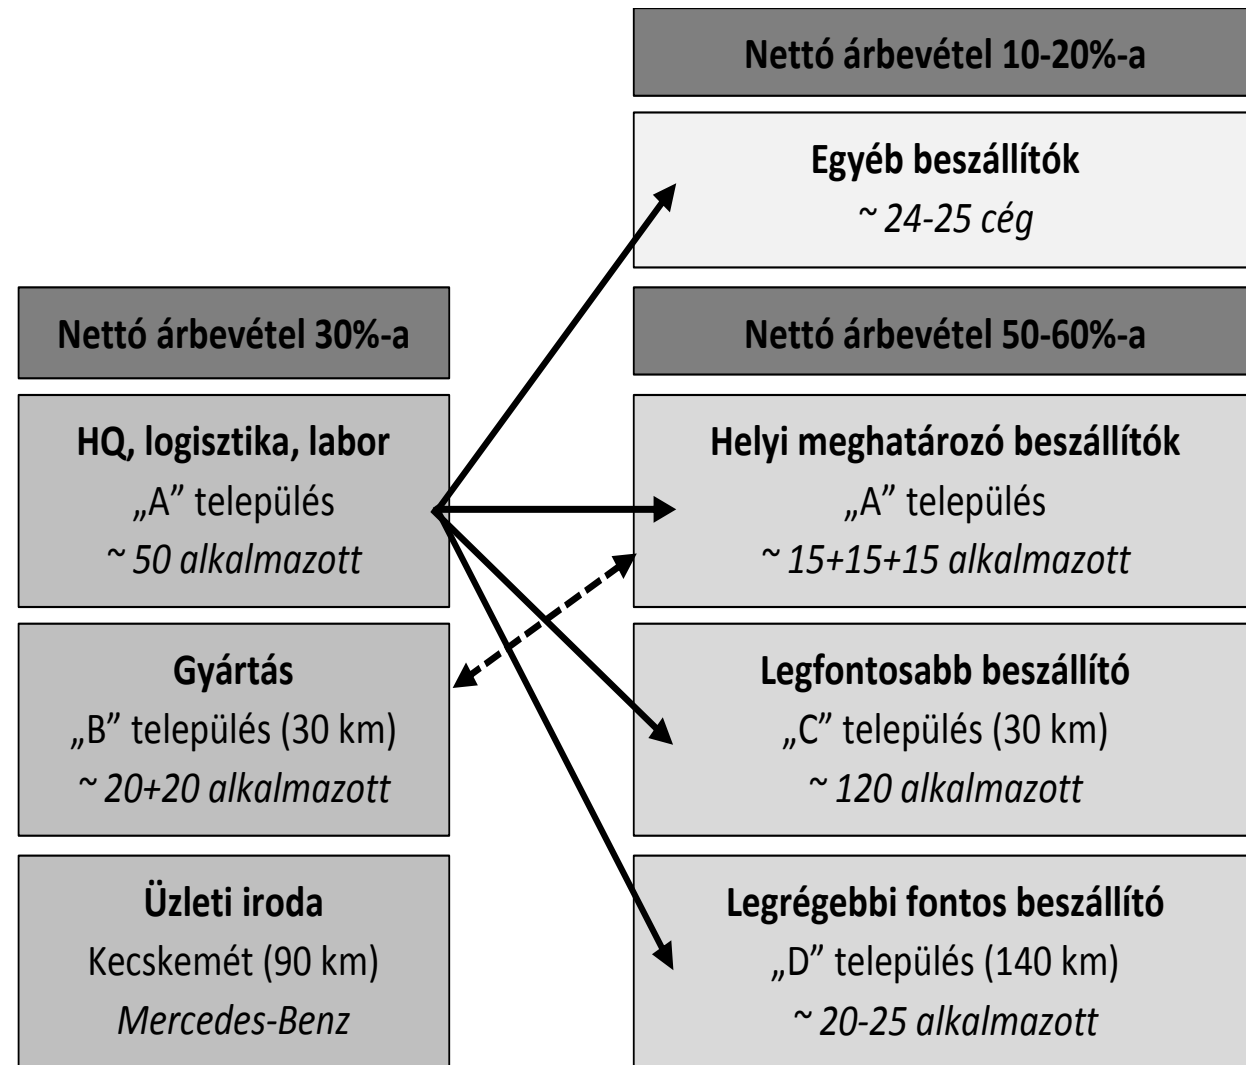 Nettó árbevétel 10-20%-a
Egyéb beszállítók
~ 24-25 cég
Nettó árbevétel 30%-a
HQ, logisztika, labor
„A” település
~ 50 alkalmazott
Gyártás
„B” település (30 km)
~ 20+20 alkalmazott
Üzleti iroda
Kecskemét (90 km)
Mercedes-Benz
Nettó árbevétel 50-60%-a
Helyi meghatározó beszállítók
„A” település
~ 15+15+15 alkalmazott
Legfontosabb beszállító
„C” település (30 km)
~ 120 alkalmazott
Legrégebbi fontos beszállító
„D” település (140 km)
~ 20-25 alkalmazott